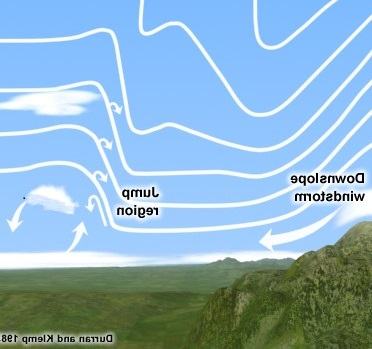 Jump
region
Downslope
windstorm
Durran and Klemp 198